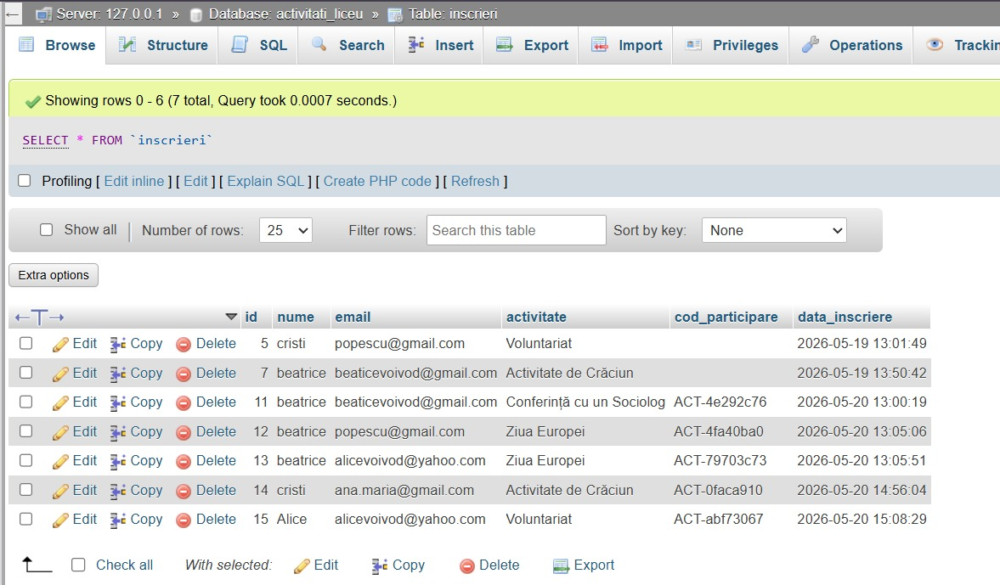 Server: 127.0.0.1 » Database: activitati_liceu » Table: inscrieri
Browse Structure SQL Search Insert Export Import Privileges Operations Trackin
Showing rows 0 - 6 (7 total, Query took 0.0007 seconds.)
SELECT * FROM `inscrieri`
Profiling [ Edit inline ] [ Edit ] [ Explain SQL ] [ Create PHP code ] [ Refresh ]
Show all Number of rows: 25 Filter rows: Search this table Sort by key: None
Extra options
id nume email activitate cod_participare data_inscriere
Edit Copy Delete 5 cristi popescu@gmail.com Voluntariat 2026-05-19 13:01:49
Edit Copy Delete 7 beatrice beaticevoivod@gmail.com Activitate de Crăciun 2026-05-19 13:50:42
Edit Copy Delete 11 beatrice beaticevoivod@gmail.com Conferință cu un Sociolog ACT-4e292c76 2026-05-20 13:00:19
Edit Copy Delete 12 beatrice popescu@gmail.com Ziua Europei ACT-4fa40ba0 2026-05-20 13:05:06
Edit Copy Delete 13 beatrice alicevoivod@yahoo.com Ziua Europei ACT-79703c73 2026-05-20 13:05:51
Edit Copy Delete 14 cristi ana.maria@gmail.com Activitate de Crăciun ACT-0faca910 2026-05-20 14:56:04
Edit Copy Delete 15 Alice alicevoivod@yahoo.com Voluntariat ACT-abf73067 2026-05-20 15:08:29
Check all With selected: Edit Copy Delete Export